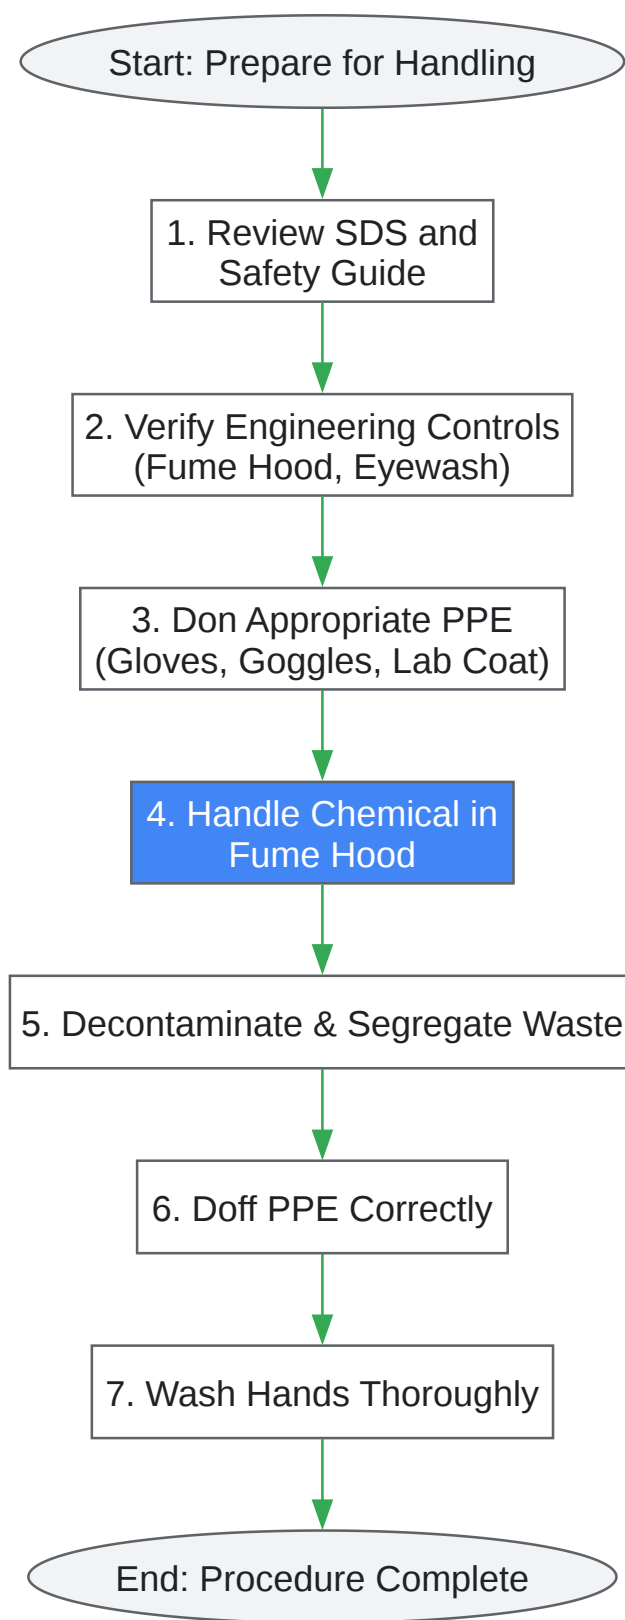 Start: Prepare for Handling
1. Review SDS and
Safety Guide
2. Verify Engineering Controls
(Fume Hood, Eyewash)
3. Don Appropriate PPE
(Gloves, Goggles, Lab Coat)
4. Handle Chemical in
Fume Hood
5. Decontaminate & Segregate Waste
6. Doff PPE Correctly
7. Wash Hands Thoroughly
End: Procedure Complete